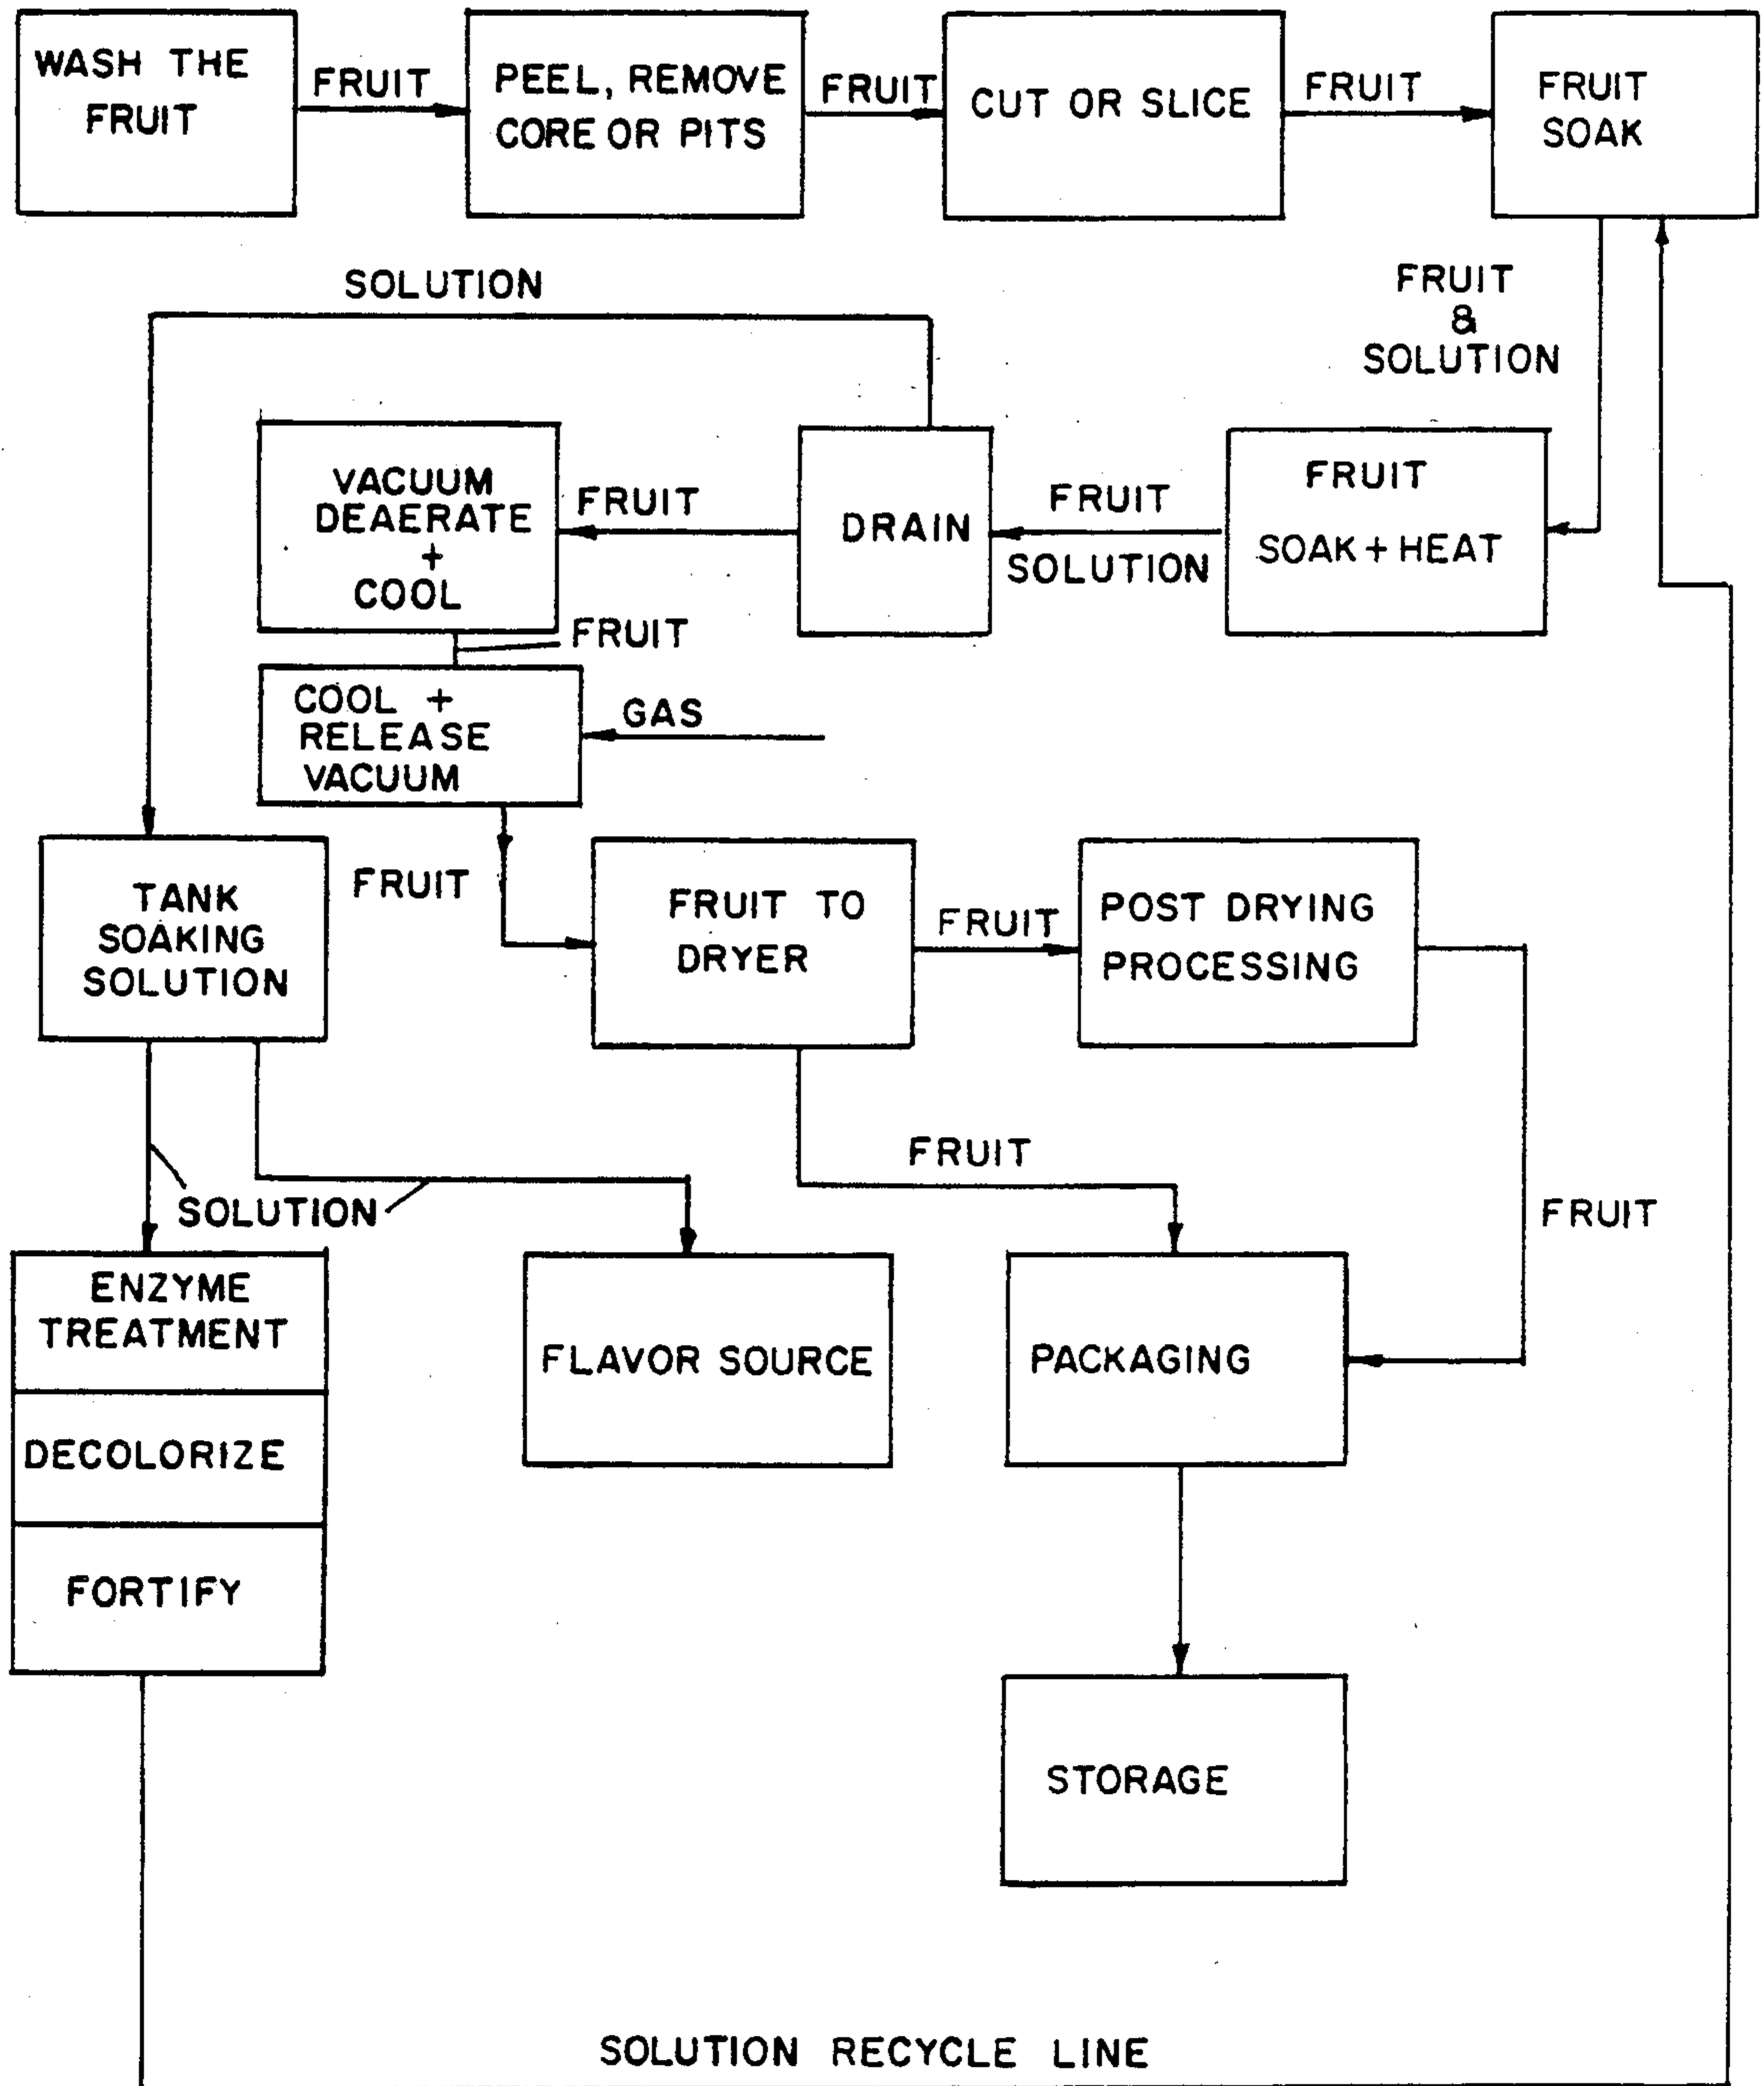 WASH THE
FRUIT
FRUIT
PEEL, REMOVE
CORE OR PITS
FRUIT
CUT OR SLICE
FRUIT
FRUIT
SOAK
SOLUTION
FRUIT
&
SOLUTION
VACUUM
DEAERATE
+
COOL
FRUIT
DRAIN
FRUIT
SOLUTION
FRUIT
SOAK + HEAT
FRUIT
COOL +
RELEASE
VACUUM
GAS
TANK
SOAKING
SOLUTION
FRUIT
FRUIT TO
DRYER
FRUIT
POST DRYING
PROCESSING
FRUIT
SOLUTION
FRUIT
ENZYME
TREATMENT
FLAVOR SOURCE
PACKAGING
DECOLORIZE
FORTIFY
STORAGE
SOLUTION RECYCLE LINE